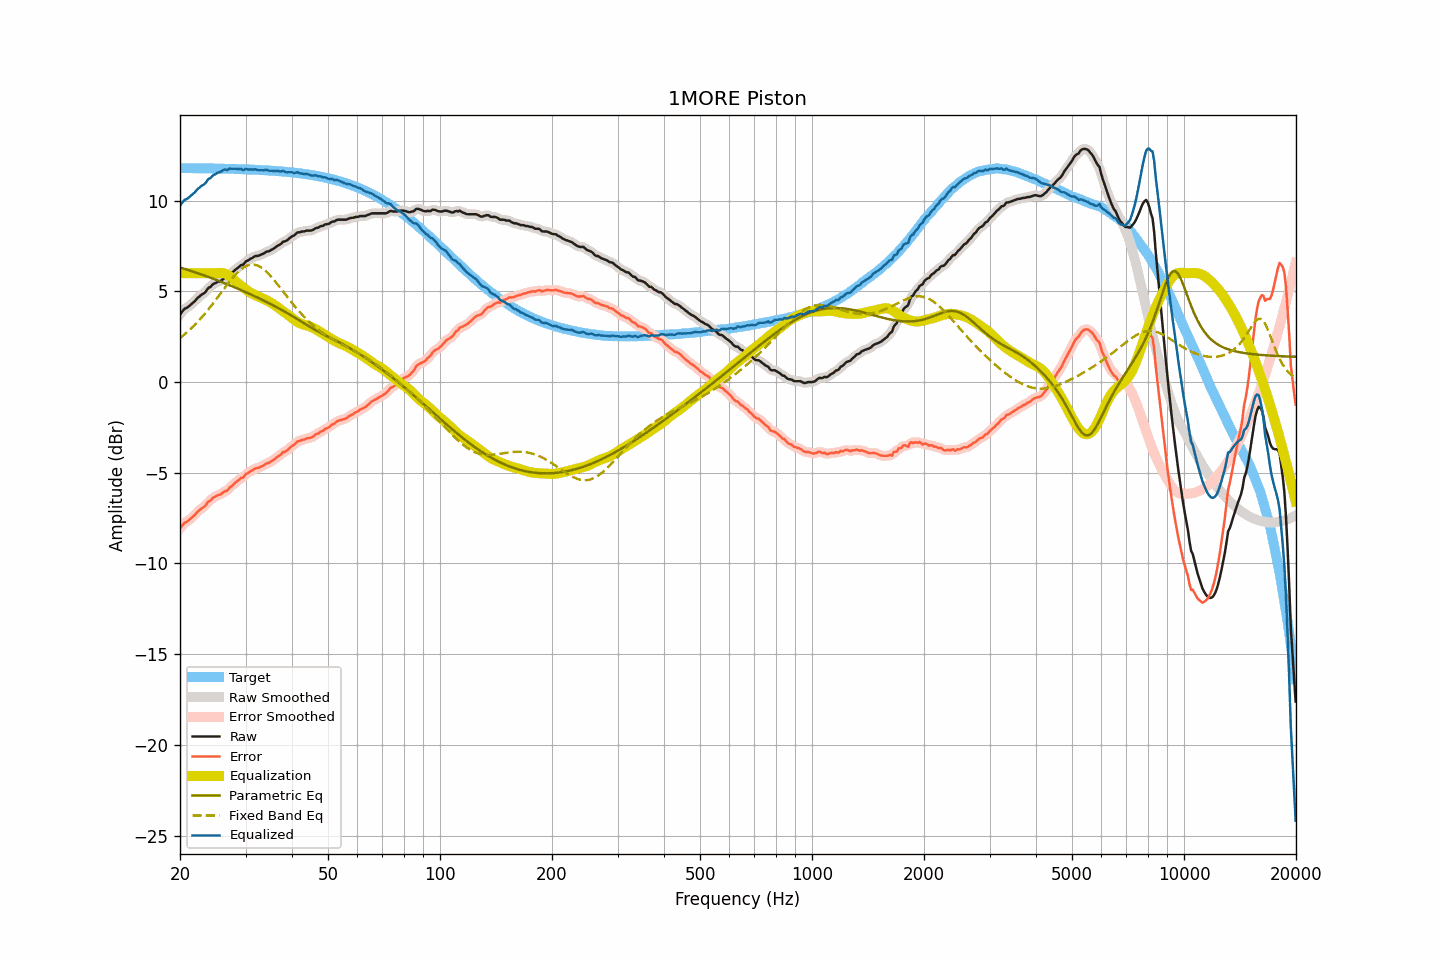 1MORE Piston
Amplitude (dBr)
10
5
0
−5
−10
−15
−20
−25
Target
Raw Smoothed
Error Smoothed
Raw
Error
Equalization
Parametric Eq
Fixed Band Eq
Equalized
20 50 100 200 500 1000 2000 5000 10000 20000
Frequency (Hz)